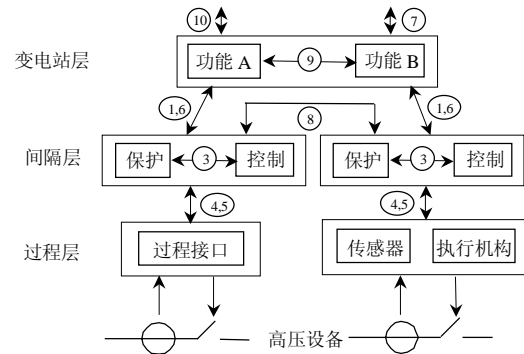 10 7
变电站层 功能 A 9 功能 B
1,6 8 1,6
间隔层 保护 3 控制 保护 3 控制
4,5 4,5
过程层 过程接口 传感器 执行机构
高压设备